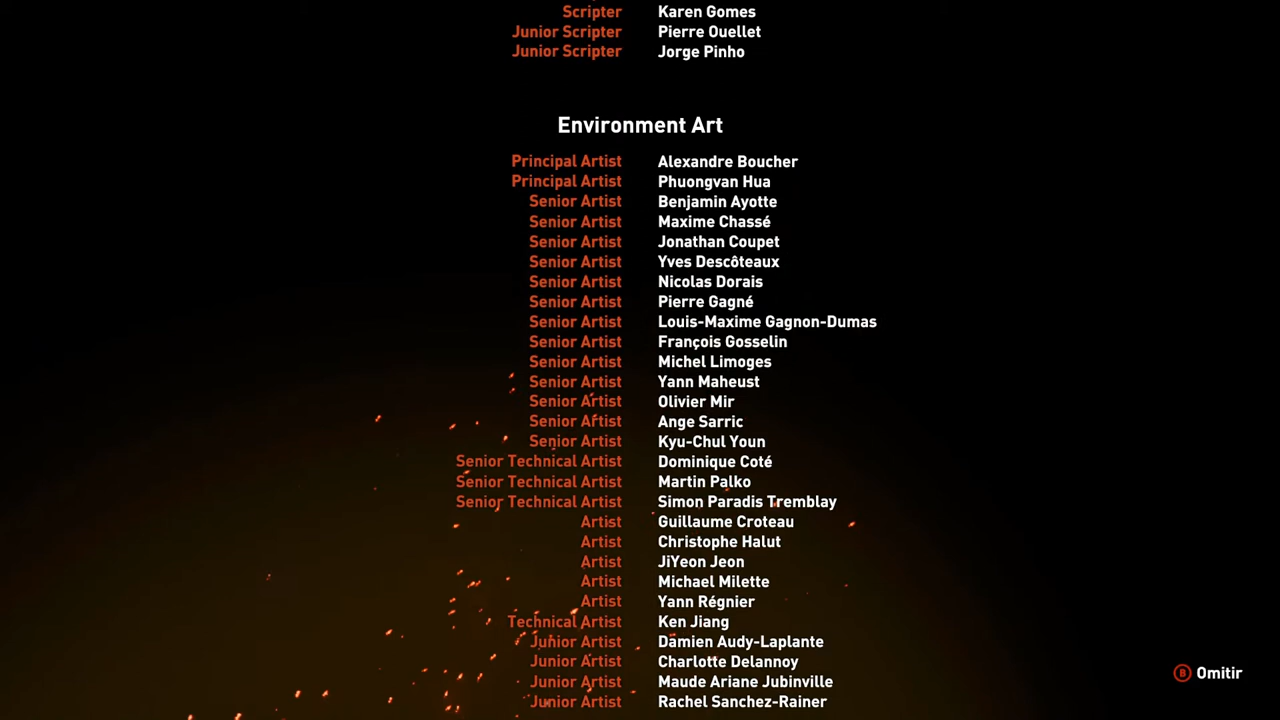 Scripter Karen Gomes
Junior Scripter Pierre Ouellet
Junior Scripter Jorge Pinho
Environment Art
Principal Artist Alexandre Boucher
Principal Artist Phuongvan Hua
Senior Artist Benjamin Ayotte
Senior Artist Maxime Chassé
Senior Artist Jonathan Coupet
Senior Artist Yves Descôteaux
Senior Artist Nicolas Dorais
Senior Artist Pierre Gagné
Senior Artist Louis-Maxime Gagnon-Dumas
Senior Artist François Gosselin
Senior Artist Michel Limoges
Senior Artist Yann Maheust
Senior Artist Olivier Mir
Senior Artist Ange Sarric
Senior Artist Kyu-Chul Youn
Senior Technical Artist Dominique Coté
Senior Technical Artist Martin Palko
Senior Technical Artist Simon Paradis Tremblay
Artist Guillaume Croteau
Artist Christophe Halut
Artist JiYeon Jeon
Artist Michael Milette
Artist Yann Régnier
Technical Artist Ken Jiang
Junior Artist Damien Audy-Laplante
Junior Artist Charlotte Delannoy
Junior Artist Maude Ariane Jubinville
Junior Artist Rachel Sanchez-Rainer
B Omitir